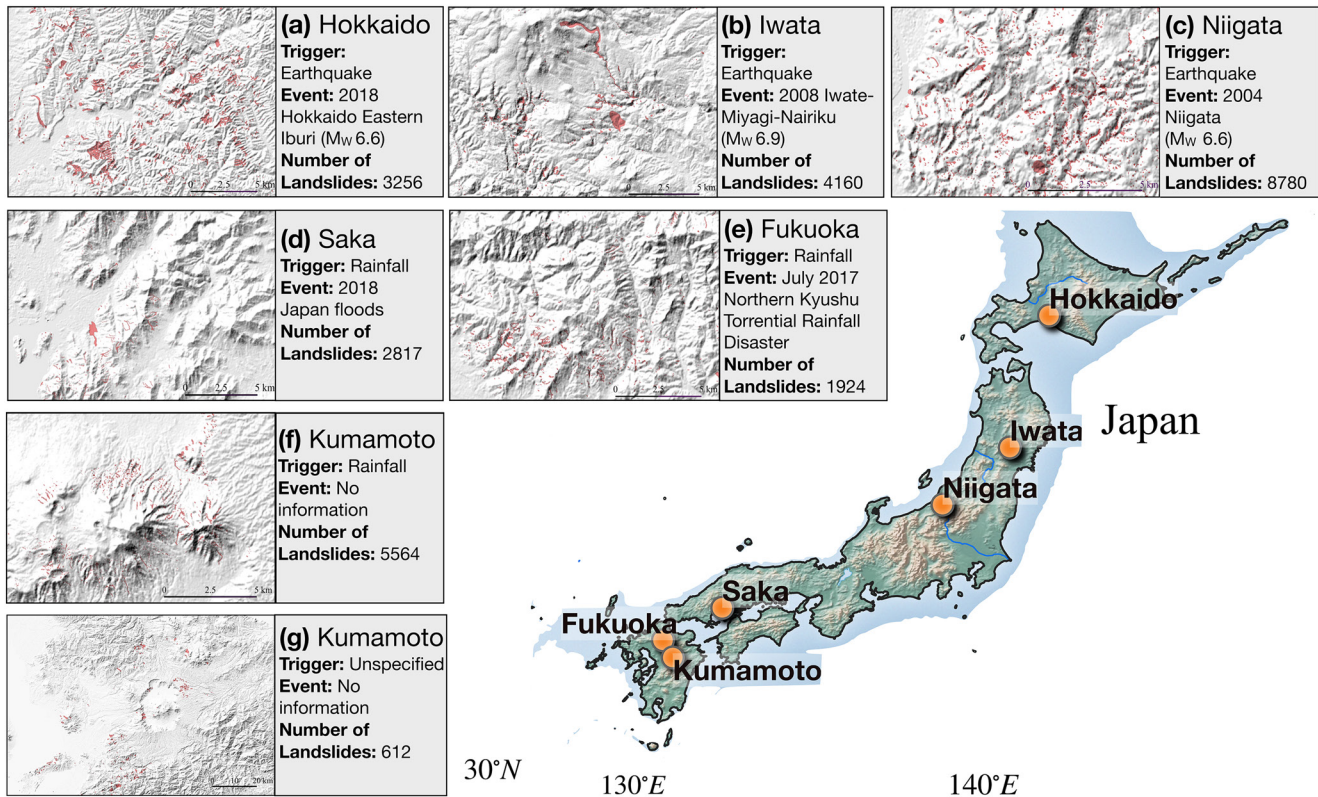 (a) Hokkaido
Trigger:
Earthquake
Event: 2018
Hokkaido Eastern
Iburi (Mw 6.6)
Number of
Landslides: 3256
0 2.5 5 km
(b) Iwata
Trigger:
Earthquake
Event: 2008 Iwate-
Miyagi-Nairiku
(Mw 6.9)
Number of
Landslides: 4160
0 2.5 5 km
(c) Niigata
Trigger:
Earthquake
Event: 2004
Niigata
(Mw 6.6)
Number of
Landslides: 8780
0 2.5 5 km
(d) Saka
Trigger: Rainfall
Event: 2018
Japan floods
Number of
Landslides: 2817
0 2.5 5 km
(e) Fukuoka
Trigger: Rainfall
Event: July 2017
Northern Kyushu
Torrential Rainfall
Disaster
Number of
Landslides: 1924
0 2.5 5 km
(f) Kumamoto
Trigger: Rainfall
Event: No
information
Number of
Landslides: 5564
0 2.5 5 km
(g) Kumamoto
Trigger: Unspecified
Event: No
information
Number of
Landslides: 612
0 10 20 km
Hokkaido
Iwata
Japan
Niigata
Saka
Fukuoka
Kumamoto
30°N
130°E
140°E